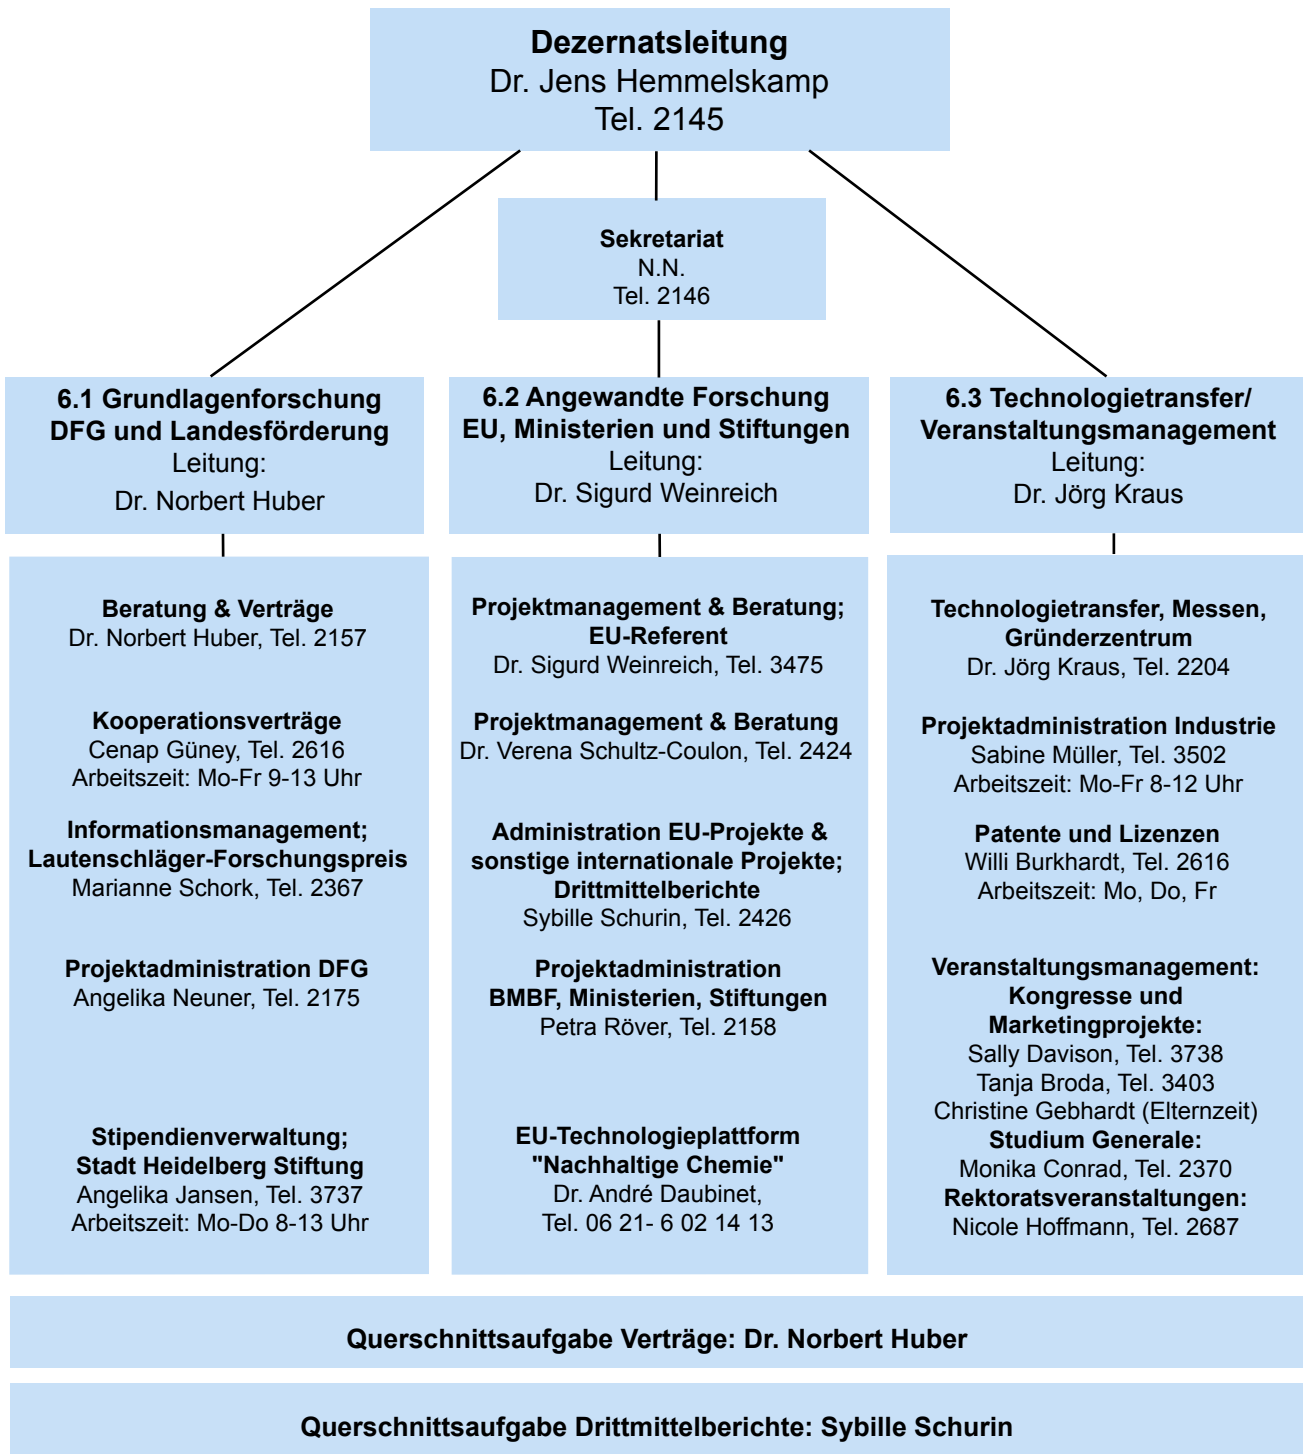 Dezernatsleitung
Dr. Jens Hemmelskamp
Tel. 2145
Sekretariat
N.N.
Tel. 2146
6.1 Grundlagenforschung
DFG und Landesförderung
Leitung:
Dr. Norbert Huber
6.2 Angewandte Forschung
EU, Ministerien und Stiftungen
Leitung:
Dr. Sigurd Weinreich
6.3 Technologietransfer/
Veranstaltungsmanagement
Leitung:
Dr. Jörg Kraus
Beratung & Verträge
Dr. Norbert Huber, Tel. 2157
Kooperationsverträge
Cenap Güney, Tel. 2616
Arbeitszeit: Mo-Fr 9-13 Uhr
Informationsmanagement;
Lautenschläger-Forschungspreis
Marianne Schork, Tel. 2367
Projektadministration DFG
Angelika Neuner, Tel. 2175
Stipendienverwaltung;
Stadt Heidelberg Stiftung
Angelika Jansen, Tel. 3737
Arbeitszeit: Mo-Do 8-13 Uhr
Projektmanagement & Beratung;
EU-Referent
Dr. Sigurd Weinreich, Tel. 3475
Projektmanagement & Beratung
Dr. Verena Schultz-Coulon, Tel. 2424
Administration EU-Projekte &
sonstige internationale Projekte;
Drittmittelberichte
Sybille Schurin, Tel. 2426
Projektadministration
BMBF, Ministerien, Stiftungen
Petra Röver, Tel. 2158
EU-Technologieplattform
"Nachhaltige Chemie"
Dr. André Daubinet,
Tel. 06 21- 6 02 14 13
Technologietransfer, Messen,
Gründerzentrum
Dr. Jörg Kraus, Tel. 2204
Projektadministration Industrie
Sabine Müller, Tel. 3502
Arbeitszeit: Mo-Fr 8-12 Uhr
Patente und Lizenzen
Willi Burkhardt, Tel. 2616
Arbeitszeit: Mo, Do, Fr
Veranstaltungsmanagement:
Kongresse und
Marketingprojekte:
Sally Davison, Tel. 3738
Tanja Broda, Tel. 3403
Christine Gebhardt (Elternzeit)
Studium Generale:
Monika Conrad, Tel. 2370
Rektoratsveranstaltungen:
Nicole Hoffmann, Tel. 2687
Querschnittsaufgabe Verträge: Dr. Norbert Huber
Querschnittsaufgabe Drittmittelberichte: Sybille Schurin